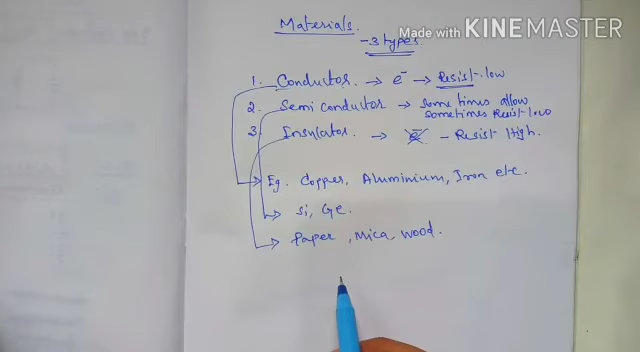 Materials.
Made with KINEMASTER
- 3 types.
1. Conductor. → e⁻ → Resist-low
2. Semi conductor → Some times allow
sometimes Resist low
3. Insulator. → e⁻ - Resist High.
Eg. Copper, Aluminium, Iron etc.
Si, Ge.
Paper, Mica, Wood.